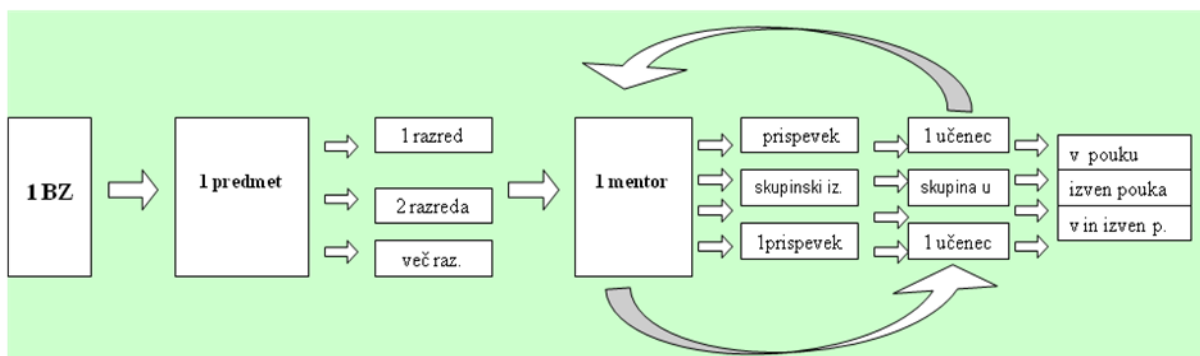 1 BZ
1 predmet
1 razred
2 razreda
več raz.
1 mentor
prispevek
skupinski iz.
1prispevek
1 učenec
skupina u
1 učenec
v pouku
izven pouka
v in izven p.